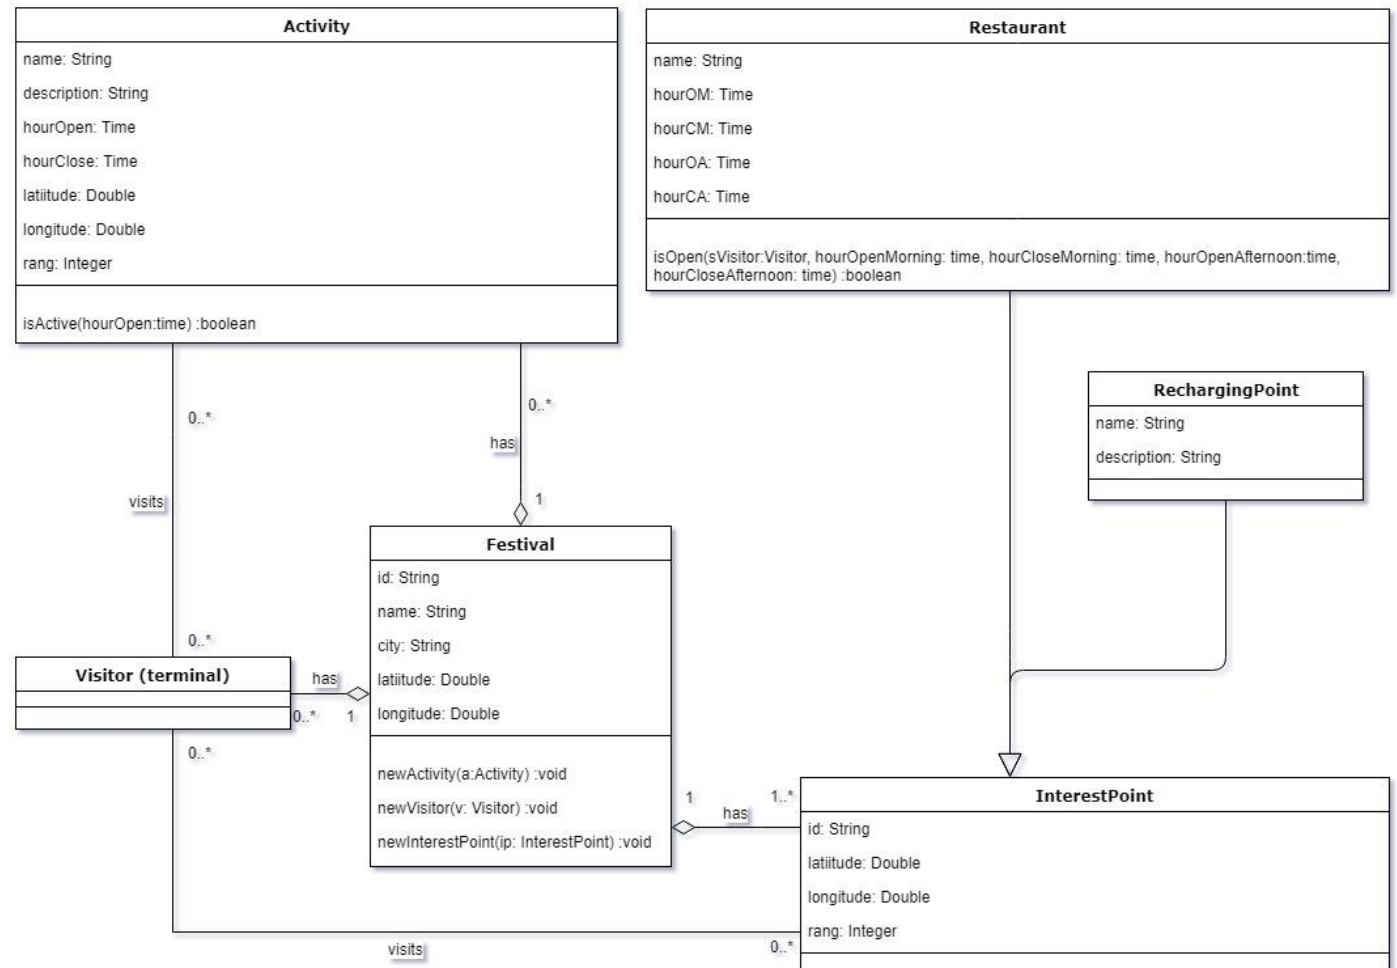 Activity
name: String
description: String
hourOpen: Time
hourClose: Time
latiitude: Double
longitude: Double
rang: Integer
isActive(hourOpen:time) :boolean
Restaurant
name: String
hourOM: Time
hourCM: Time
hourOA: Time
hourCA: Time
isOpen(sVisitor:Visitor, hourOpenMorning: time, hourCloseMorning: time, hourOpenAfternoon:time,
hourCloseAfternoon: time) :boolean
RechargingPoint
name: String
description: String
0..*
visits
0..*
0..*
has
1
Festival
id: String
name: String
city: String
latiitude: Double
longitude: Double
newActivity(a:Activity) :void
newVisitor(v: Visitor) :void
newInterestPoint(ip: InterestPoint) :void
Visitor (terminal)
has
0..*
1
0..*
1
has
1..*
InterestPoint
id: String
latiitude: Double
longitude: Double
rang: Integer
visits
0..*